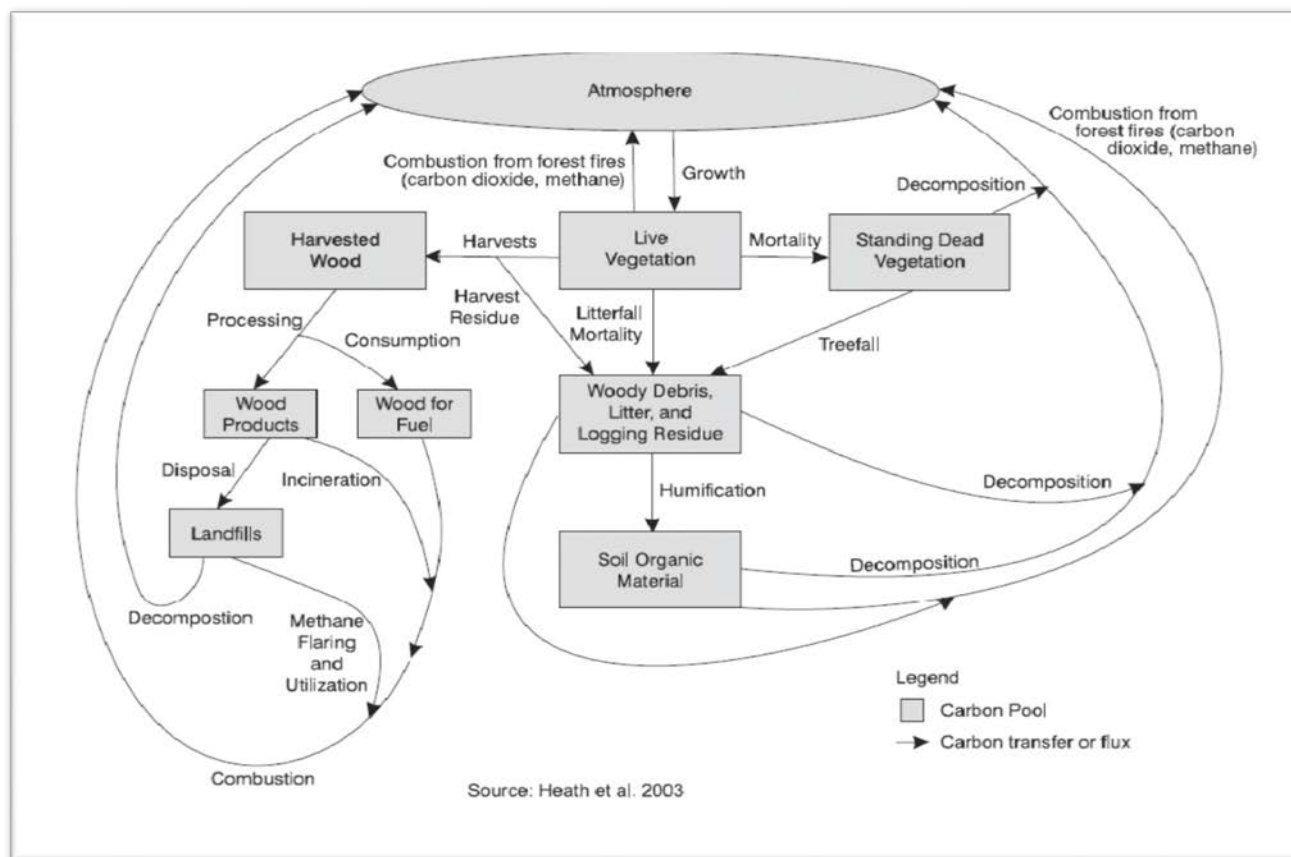 Atmosphere
Combustion from
forest fires (carbon
dioxide, methane)
Combustion from forest fires
(carbon dioxide, methane)
Growth
Decomposition
Harvested
Wood
Harvests
Live
Vegetation
Mortality
Standing Dead
Vegetation
Harvest
Residue
Litterfall
Mortality
Processing
Consumption
Treefall
Wood
Products
Wood for
Fuel
Woody Debris,
Litter, and
Logging Residue
Disposal
Incineration
Humification
Decomposition
Landfills
Soil Organic
Material
Decomposition
Decompostion
Methane
Flaring
and
Utilization
Legend
Carbon Pool
Carbon transfer or flux
Combustion
Source: Heath et al. 2003